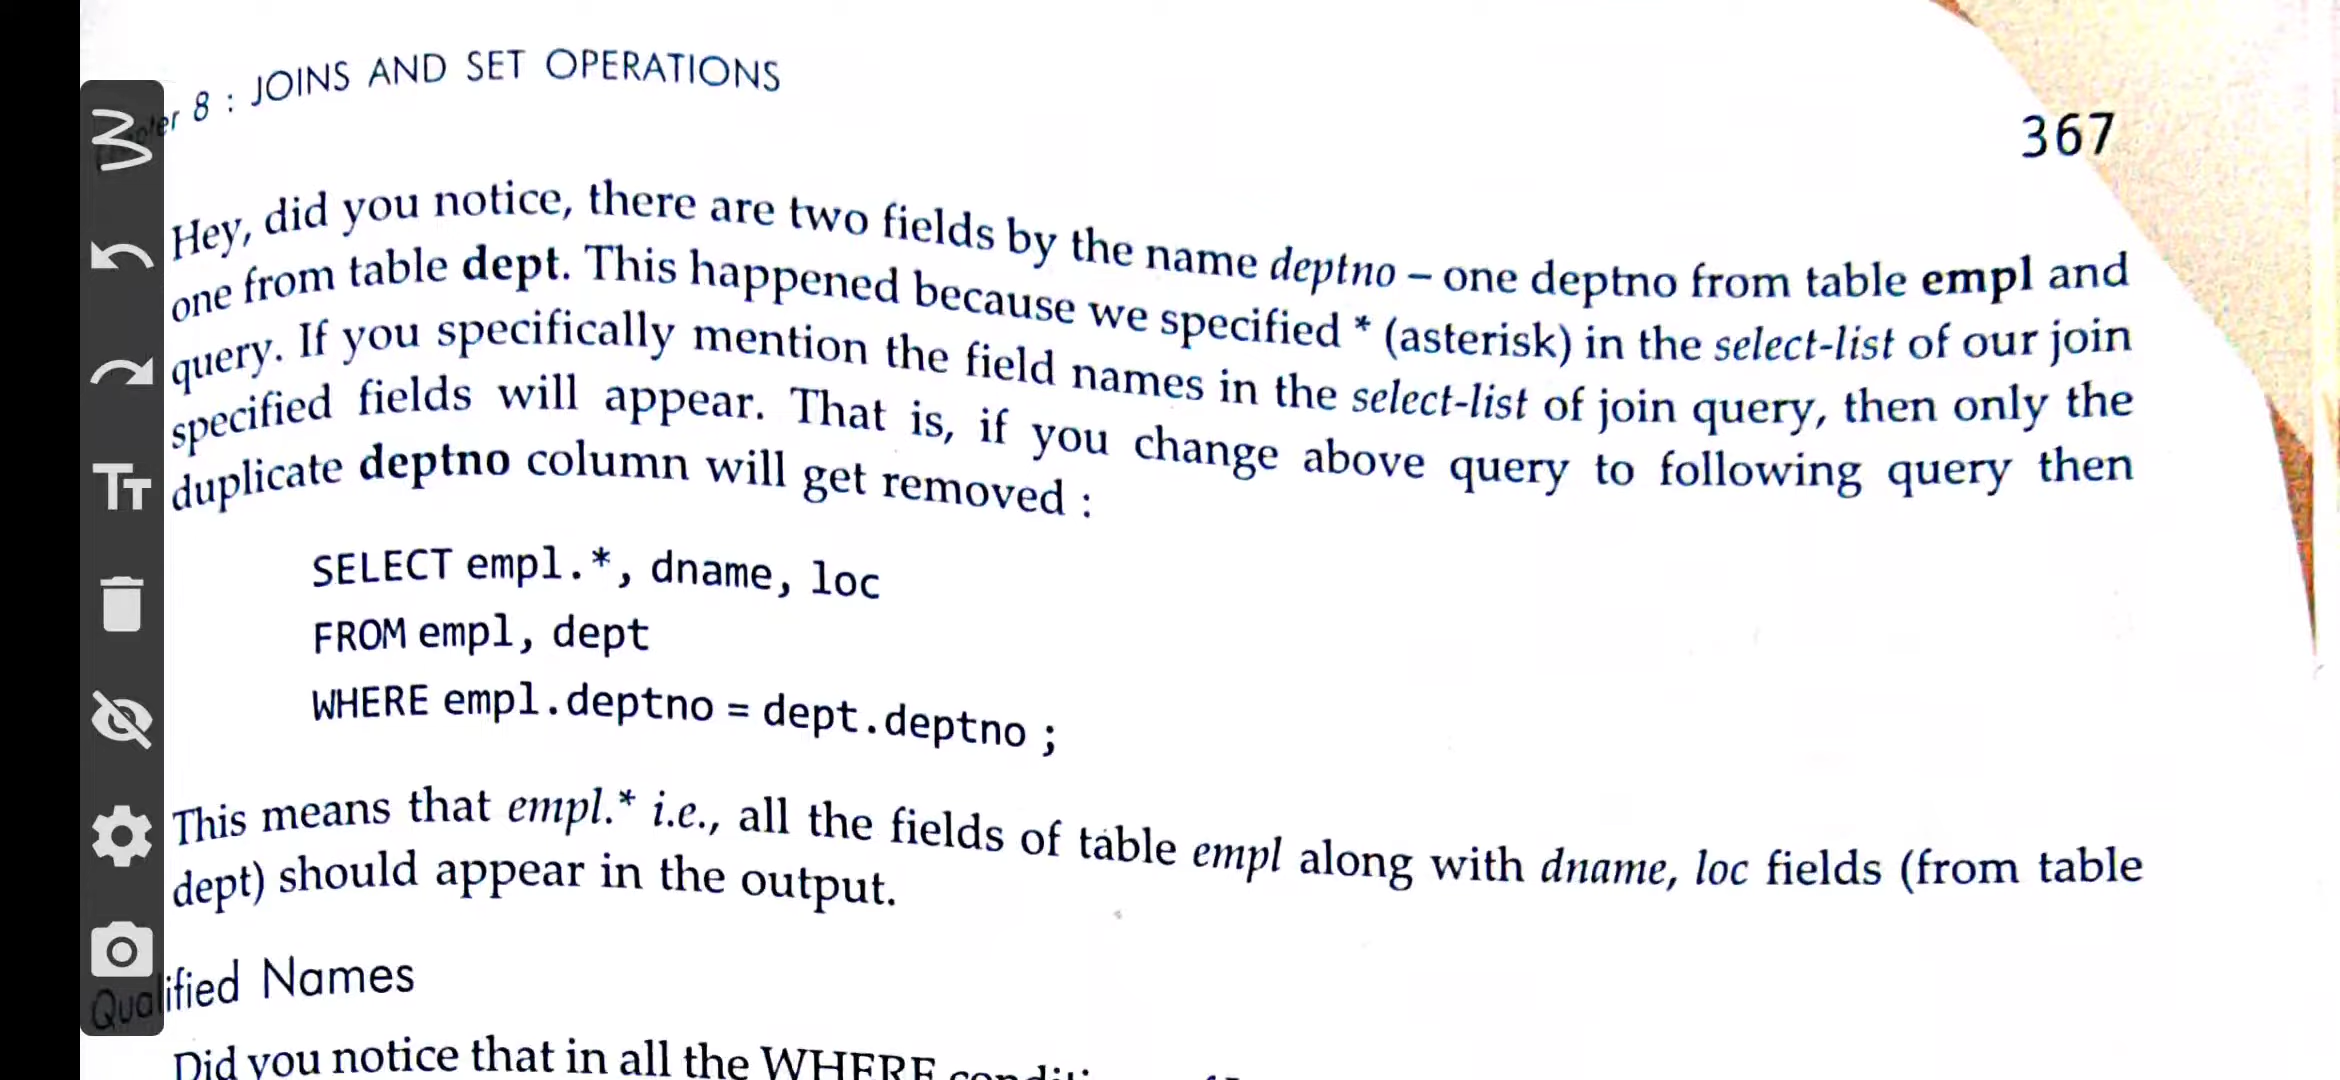 er 8 : JOINS AND SET OPERATIONS
367
Hey, did you notice, there are two fields by the name deptno – one deptno from table empl and
one from table dept. This happened because we specified * (asterisk) in the select-list of our join
query. If you specifically mention the field names in the select-list of join query, then only the
specified fields will appear. That is, if you change above query to following query then
duplicate deptno column will get removed :
SELECT empl.*, dname, loc
FROM empl, dept
WHERE empl.deptno = dept.deptno ;
This means that empl.* i.e., all the fields of table empl along with dname, loc fields (from table
dept) should appear in the output.
Qualified Names
Did you notice that in all the WHERE